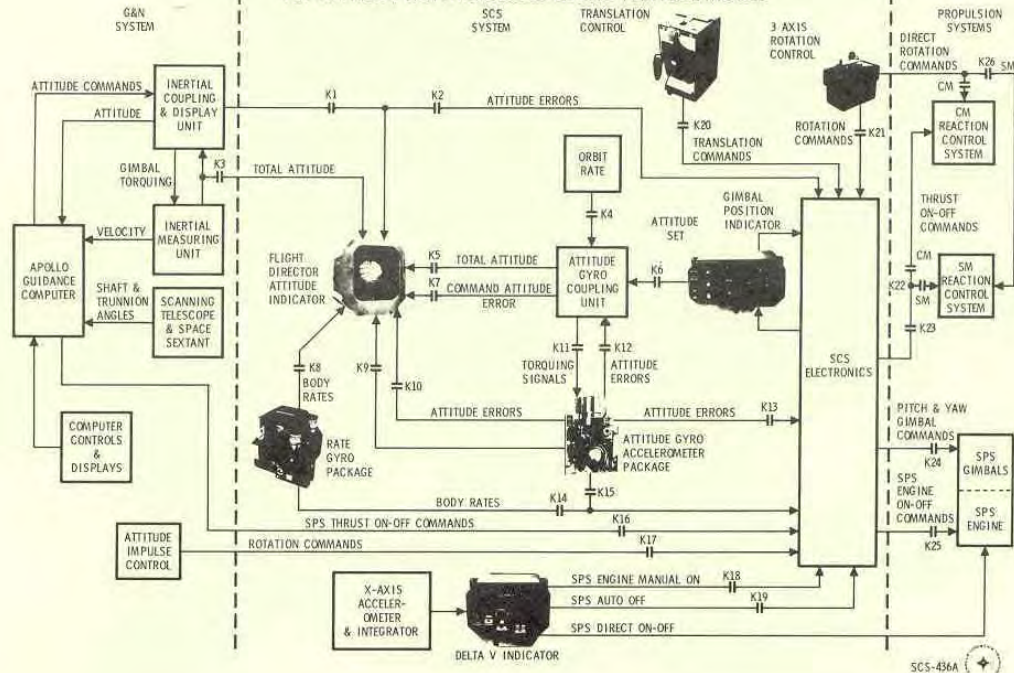 G&N
SYSTEM
SCS
SYSTEM
TRANSLATION
CONTROL
3 AXIS
ROTATION
CONTROL
PROPULSION
SYSTEMS
DIRECT
ROTATION
COMMANDS
K26
SM
CM
ATTITUDE COMMANDS
ATTITUDE
INERTIAL
COUPLING
& DISPLAY
UNIT
K1
K2
ATTITUDE ERRORS
K20
TRANSLATION
COMMANDS
ROTATION
COMMANDS
K21
CM
REACTION
CONTROL
SYSTEM
GIMBAL
TORQUING
K3
TOTAL ATTITUDE
ORBIT
RATE
K4
VELOCITY
INERTIAL
MEASURING
UNIT
APOLLO
GUIDANCE
COMPUTER
FLIGHT
DIRECTOR
ATTITUDE
INDICATOR
K5
TOTAL ATTITUDE
K7
COMMAND ATTITUDE
ERROR
ATTITUDE
GYRO
COUPLING
UNIT
K6
ATTITUDE
SET
GIMBAL
POSITION
INDICATOR
THRUST
ON-OFF
COMMANDS
CM
K22
SM
SM
REACTION
CONTROL
SYSTEM
K23
SHAFT &
TRUNNION
ANGLES
SCANNING
TELESCOPE
& SPACE
SEXTANT
SCS
ELECTRONICS
K8
BODY
RATES
K9
K10
K11
TORQUING
SIGNALS
K12
ATTITUDE
ERRORS
COMPUTER
CONTROLS
& DISPLAYS
RATE
GYRO
PACKAGE
ATTITUDE ERRORS
ATTITUDE ERRORS
K13
ATTITUDE GYRO
ACCELEROMETER
PACKAGE
PITCH & YAW
GIMBAL
COMMANDS
K24
SPS
GIMBALS
BODY RATES
K14
K15
SPS
ENGINE
ON-OFF
COMMANDS
K25
SPS
ENGINE
SPS THRUST ON-OFF COMMANDS
K16
ATTITUDE
IMPULSE
CONTROL
ROTATION COMMANDS
K17
X-AXIS
ACCELER-
OMETER
& INTEGRATOR
SPS ENGINE MANUAL ON
K18
SPS AUTO OFF
K19
SPS DIRECT ON-OFF
DELTA V INDICATOR
SCS-436A